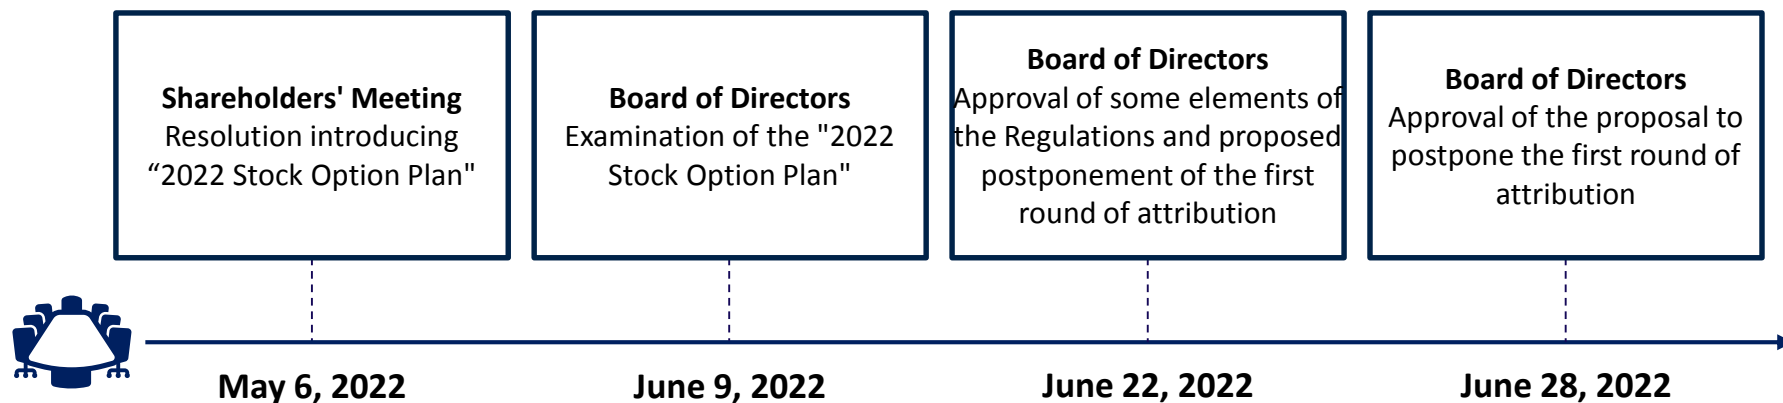 Shareholders' Meeting
Resolution introducing
“2022 Stock Option Plan"
Board of Directors
Examination of the "2022
Stock Option Plan"
Board of Directors
Approval of some elements of
the Regulations and proposed
postponement of the first
round of attribution
Board of Directors
Approval of the proposal to
postpone the first round of
attribution
May 6, 2022
June 9, 2022
June 22, 2022
June 28, 2022